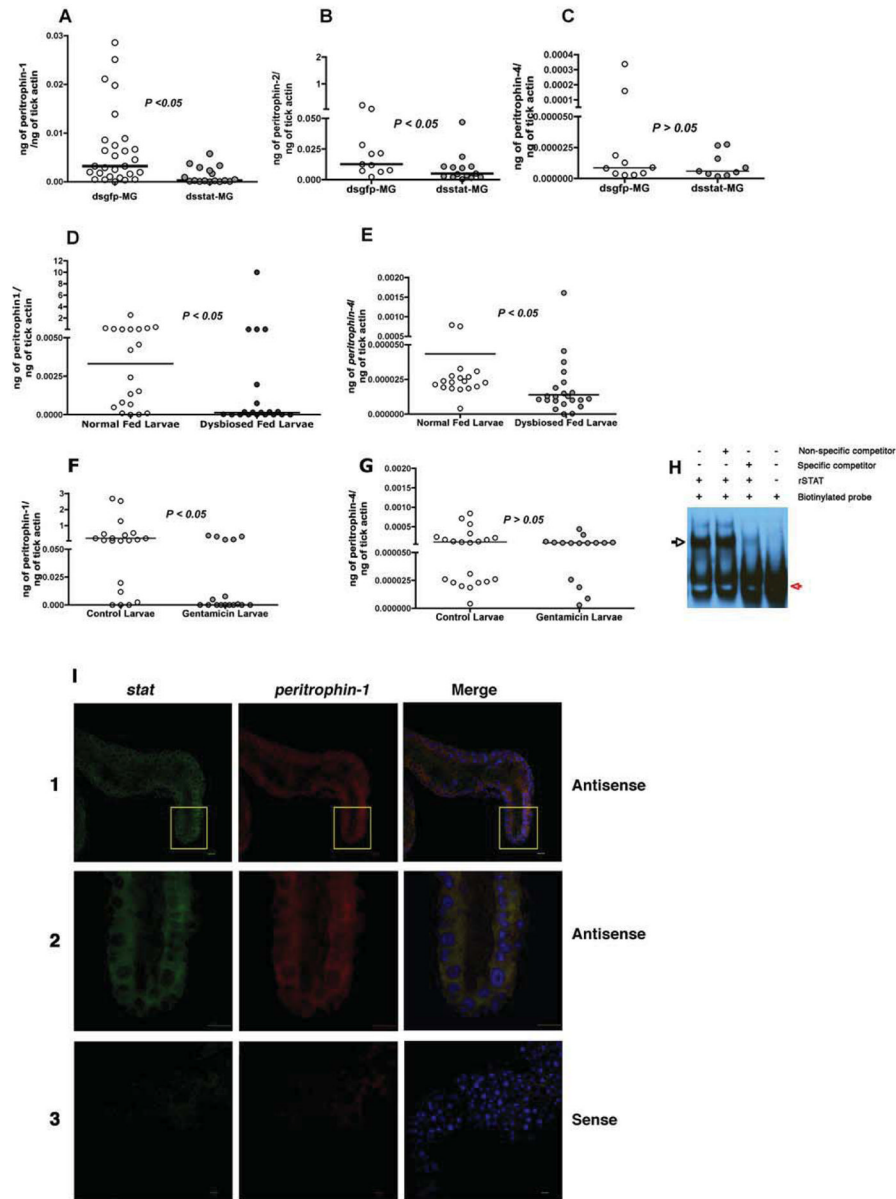 A
ng of peritrophin-1
/ng of tick actin
0.03
0.02
0.01
0.00
P <0.05
dsgfp-MG
dsstat-MG
B
ng of peritrophin-2/
ng of tick actin
2
1
0.050
0.025
0.000
P < 0.05
dsgfp-MG
dsstat-MG
C
ng of peritrophin-4/
ng of tick actin
0.0004
0.0003
0.0002
0.0001
0.000050
0.000000
P > 0.05
dsgfp-MG
dsstat-MG
D
ng of peritrophin1/
ng of tick actin
12
10
8
6
4
2
0.0050
0.0025
0.0000
P < 0.05
Normal Fed Larvae
Dysbiosed Fed Larvae
E
ng of peritrophin-4/
ng of tick actin
0.0020
0.0015
0.0010
0.0005
0.000050
0.000025
0.000000
P < 0.05
Normal Fed Larvae
Dysbiosed Fed Larvae
F
ng of peritrophin-1/
ng of tick actin
3
2
1
0.050
0.025
0.000
P < 0.05
Control Larvae
Gentamicin Larvae
G
ng of peritrophin-4/
ng of tick actin
0.0020
0.0015
0.0010
0.0005
0.000050
0.000025
0.000000
P > 0.05
Control Larvae
Gentamicin Larvae
H
- + - - Non-specific competitor
- - + - Specific competitor
+ + + - rSTAT
+ + + + Biotinylated probe
I
stat peritrophin-1 Merge
1 Antisense
2 Antisense
3 Sense